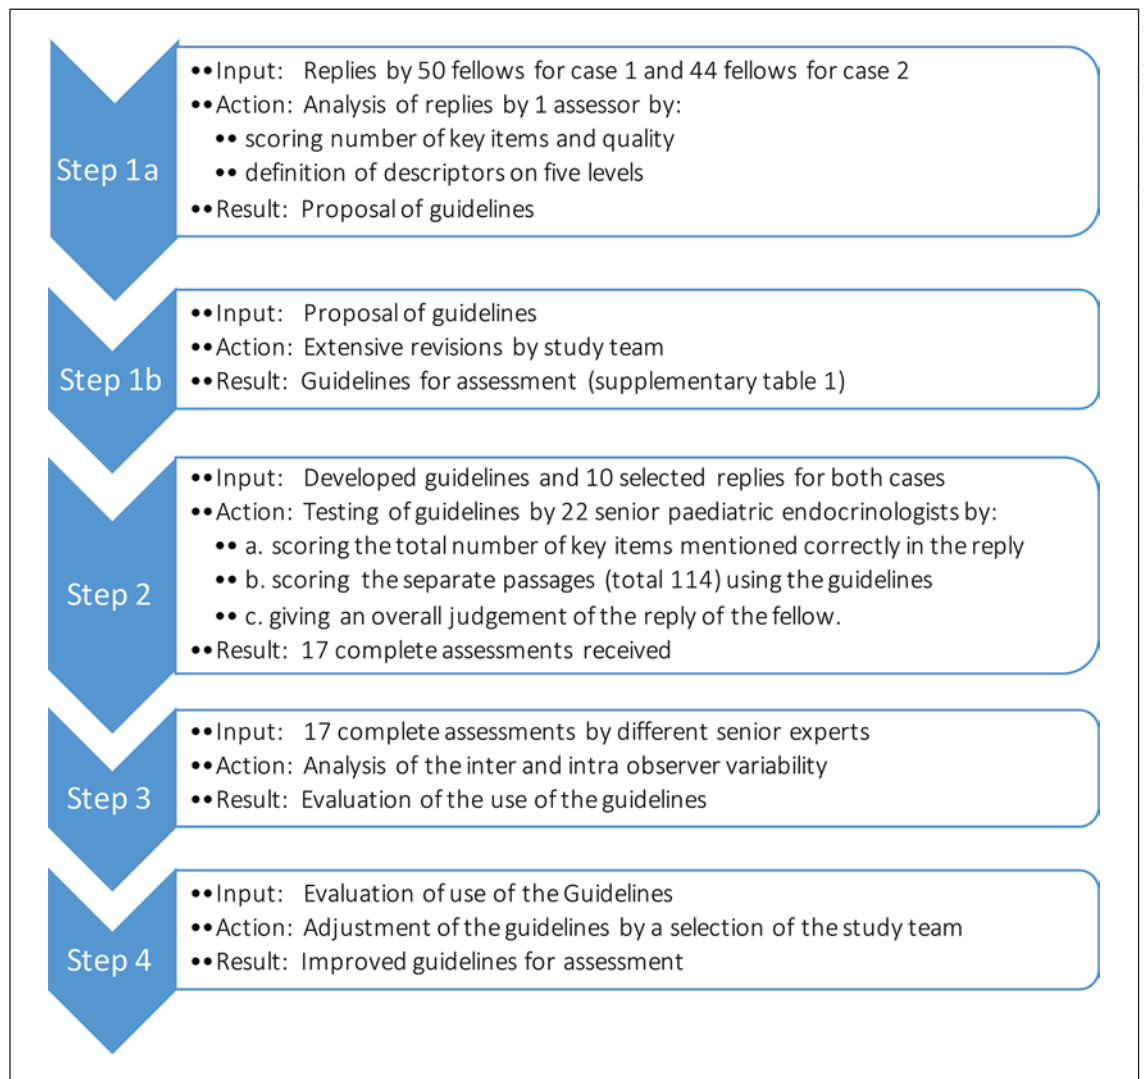 Step 1a
••Input: Replies by 50 fellows for case 1 and 44 fellows for case 2
••Action: Analysis of replies by 1 assessor by:
•• scoring number of key items and quality
•• definition of descriptors on five levels
••Result: Proposal of guidelines
Step 1b
••Input: Proposal of guidelines
••Action: Extensive revisions by study team
••Result: Guidelines for assessment (supplementary table 1)
Step 2
••Input: Developed guidelines and 10 selected replies for both cases
••Action: Testing of guidelines by 22 senior paediatric endocrinologists by:
•• a. scoring the total number of key items mentioned correctly in the reply
•• b. scoring the separate passages (total 114) using the guidelines
•• c. giving an overall judgement of the reply of the fellow.
••Result: 17 complete assessments received
Step 3
••Input: 17 complete assessments by different senior experts
••Action: Analysis of the inter and intra observer variability
••Result: Evaluation of the use of the guidelines
Step 4
••Input: Evaluation of use of the Guidelines
••Action: Adjustment of the guidelines by a selection of the study team
••Result: Improved guidelines for assessment